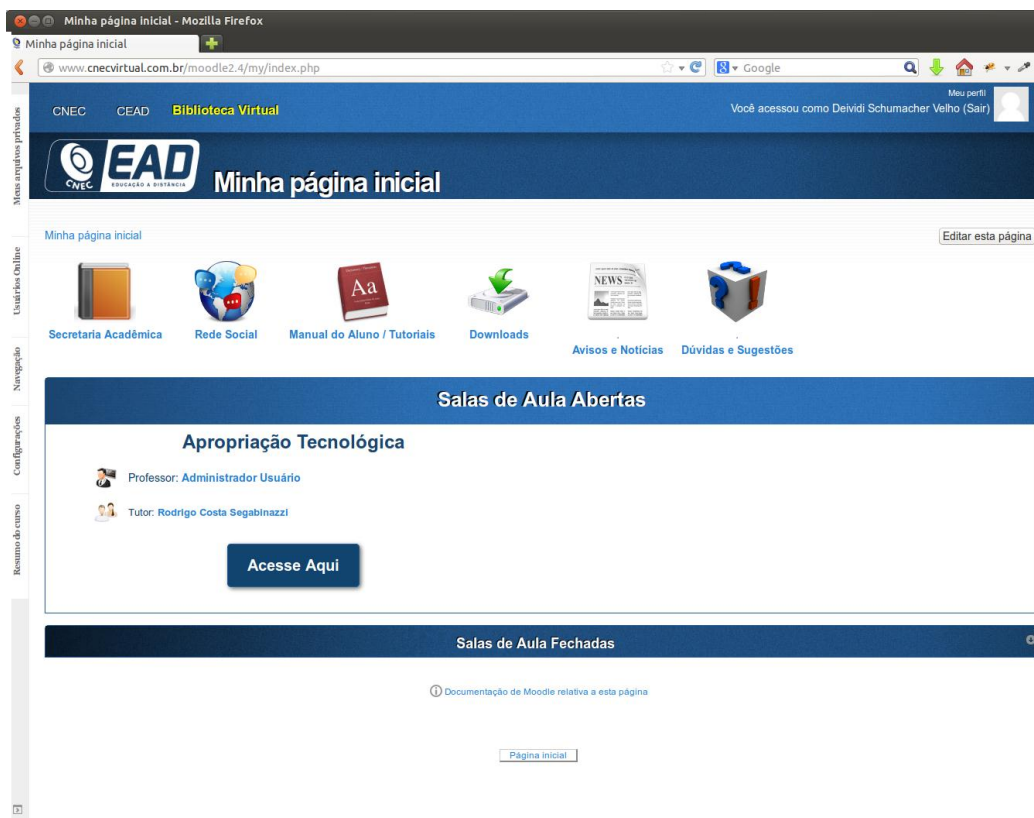 Minha página inicial - Mozilla Firefox
Minha página inicial
www.cnecvirtual.com.br/moodle2.4/my/index.php
Google
CNEC CEAD Biblioteca Virtual
Meu perfil
Você acessou como Deividi Schumacher Velho (Sair)
CNEC EAD
EDUCAÇÃO A DISTÂNCIA
Minha página inicial
Minha página inicial
Editar esta página
Aa
NEWS
Secretaria Acadêmica Rede Social Manual do Aluno / Tutoriais Downloads
Avisos e Notícias Dúvidas e Sugestões
Salas de Aula Abertas
Apropriação Tecnológica
Professor: Administrador Usuário
Tutor: Rodrigo Costa Segabinazzi
Acesse Aqui
Salas de Aula Fechadas
Documentação de Moodle relativa a esta página
Página inicial
Meus arquivos privados
Usuários Online
Navegação
Configurações
Resumo do curso